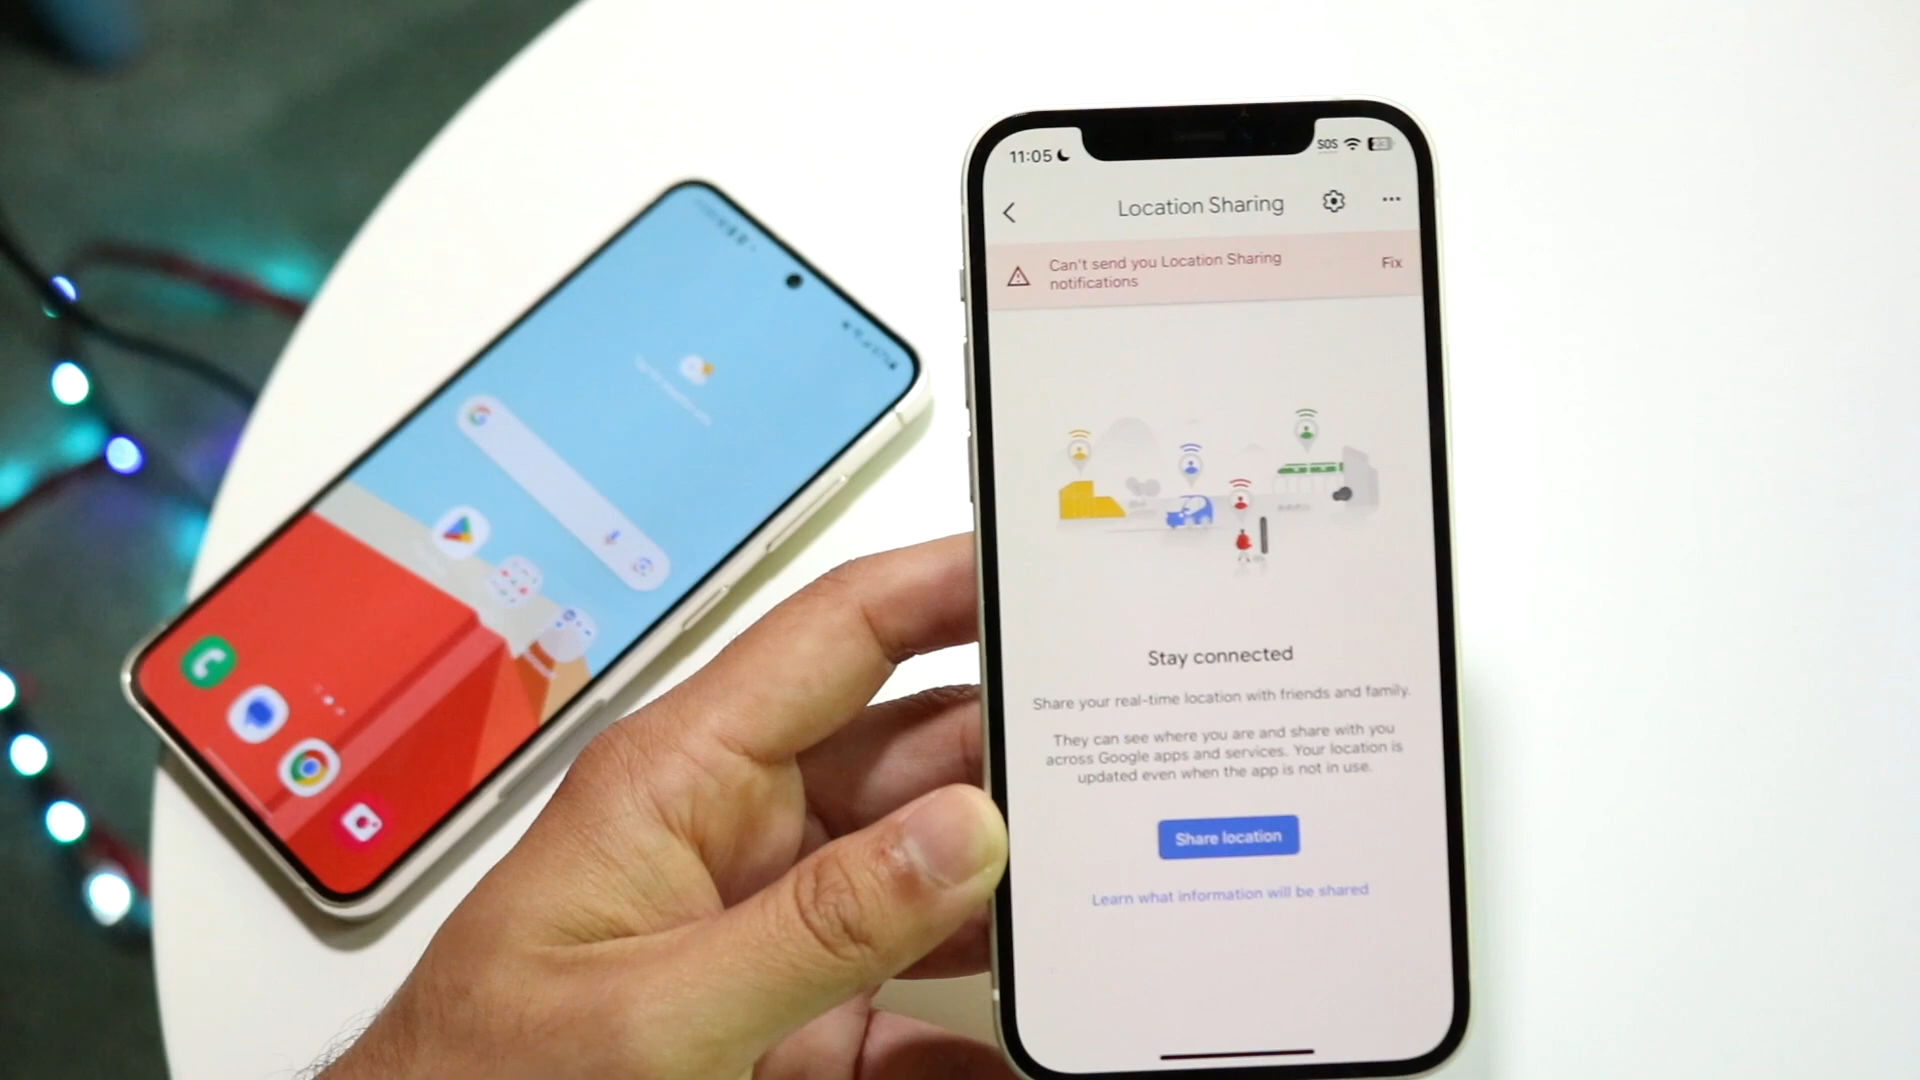 11:05
SOS
23
Location Sharing
Can't send you Location Sharing
notifications
Fix
Stay connected
Share your real-time location with friends and family.
They can see where you are and share with you
across Google apps and services. Your location is
updated even when the app is not in use.
Share location
Learn what information will be shared